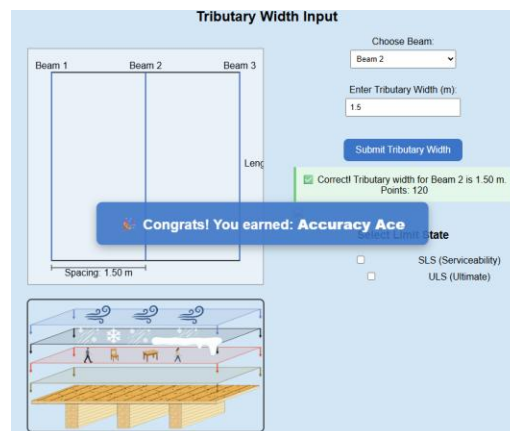 Tributary Width Input
Beam 1 Beam 2 Beam 3
Leng
Spacing: 1.50 m
Choose Beam:
Beam 2
Enter Tributary Width (m):
1.5
Submit Tributary Width
✅ Correct! Tributary width for Beam 2 is 1.50 m.
Points: 120
🎉 Congrats! You earned: Accuracy Ace
Select Limit State
SLS (Serviceability)
ULS (Ultimate)